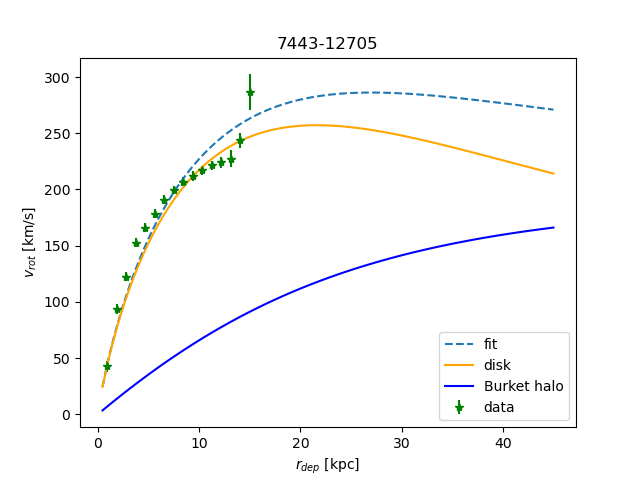 7443-12705
300
250
200
150
100
50
0
v_rot [km/s]
0 10 20 30 40
r_dep [kpc]
fit
disk
Burket halo
data